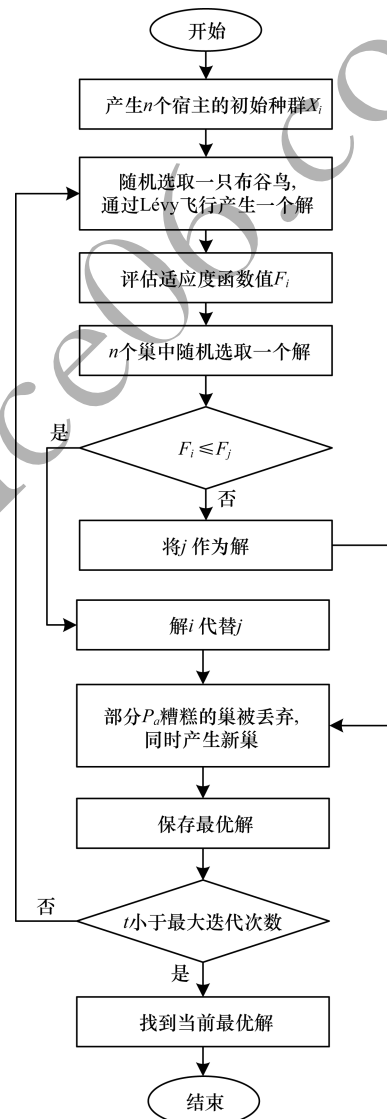 开始
产生n个宿主的初始种群Xi
随机选取一只布谷鸟,
通过Lévy飞行产生一个解
评估适应度函数值Fi
n个巢中随机选取一个解
是
Fi≤Fj
否
将j作为解
解i代替j
部分Pa糟糕的巢被丢弃,
同时产生新巢
保存最优解
否
t小于最大迭代次数
是
找到当前最优解
结束